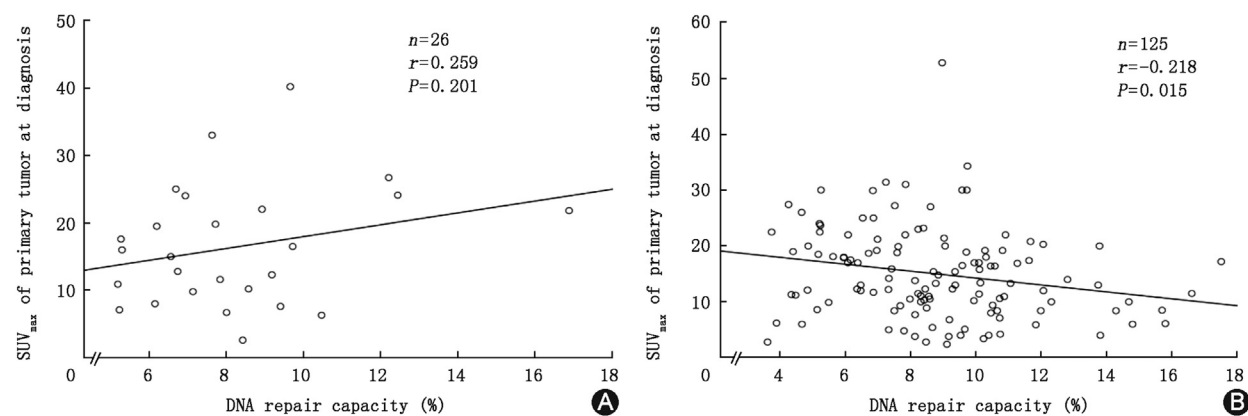 SUVmax of primary tumor at diagnosis
50
40
30
20
10
0
6
8
10
12
14
16
18
n=26
r=0.259
P=0.201
DNA repair capacity (%)
A
SUVmax of primary tumor at diagnosis
60
50
40
30
20
10
0
4
6
8
10
12
14
16
18
n=125
r=-0.218
P=0.015
DNA repair capacity (%)
B